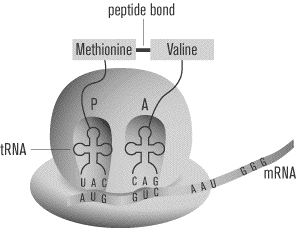 peptide bond
Methionine
Valine
P
A
tRNA
UAC
CAG
AUG
GUC
AAU
GGG
mRNA